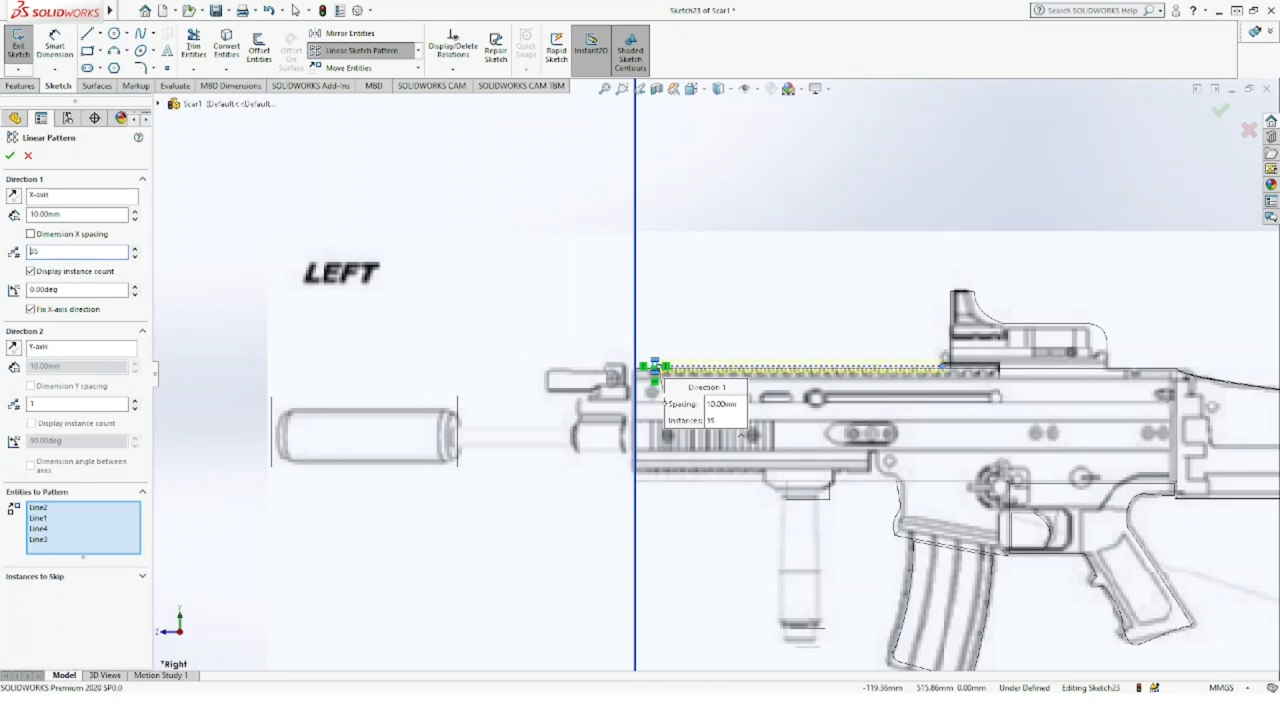 SOLIDWORKS
Sketch23 of Scar1 *
Search SOLIDWORKS Help
Exit Sketch
Smart Dimension
Trim Entities
Convert Entities
Offset Entities
Offset On Surface
Mirror Entities
Linear Sketch Pattern
Move Entities
Display/Delete Relations
Repair Sketch
Quick Snaps
Rapid Sketch
Instant2D
Shaded Sketch Contours
Features
Sketch
Surfaces
Markup
Evaluate
MBD Dimensions
SOLIDWORKS Add-Ins
MBD
SOLIDWORKS CAM
SOLIDWORKS CAM TBM
Scar1 (Default<<Default...
Linear Pattern
Direction 1
X-axis
10.00mm
Dimension X spacing
35
Display instance count
0.00deg
Fix X-axis direction
Direction 2
Y-axis
10.00mm
Dimension Y spacing
1
Display instance count
90.00deg
Dimension angle between axes
Entities to Pattern
Line2
Line1
Line4
Line3
Instances to Skip
LEFT
Direction 1
Spacing: 10.00mm
Instances: 35
Y
Z
*Right
Model
3D Views
Motion Study 1
SOLIDWORKS Premium 2020 SP0.0
-119.36mm
515.86mm 0.00mm
Under Defined
Editing Sketch23
MMGS